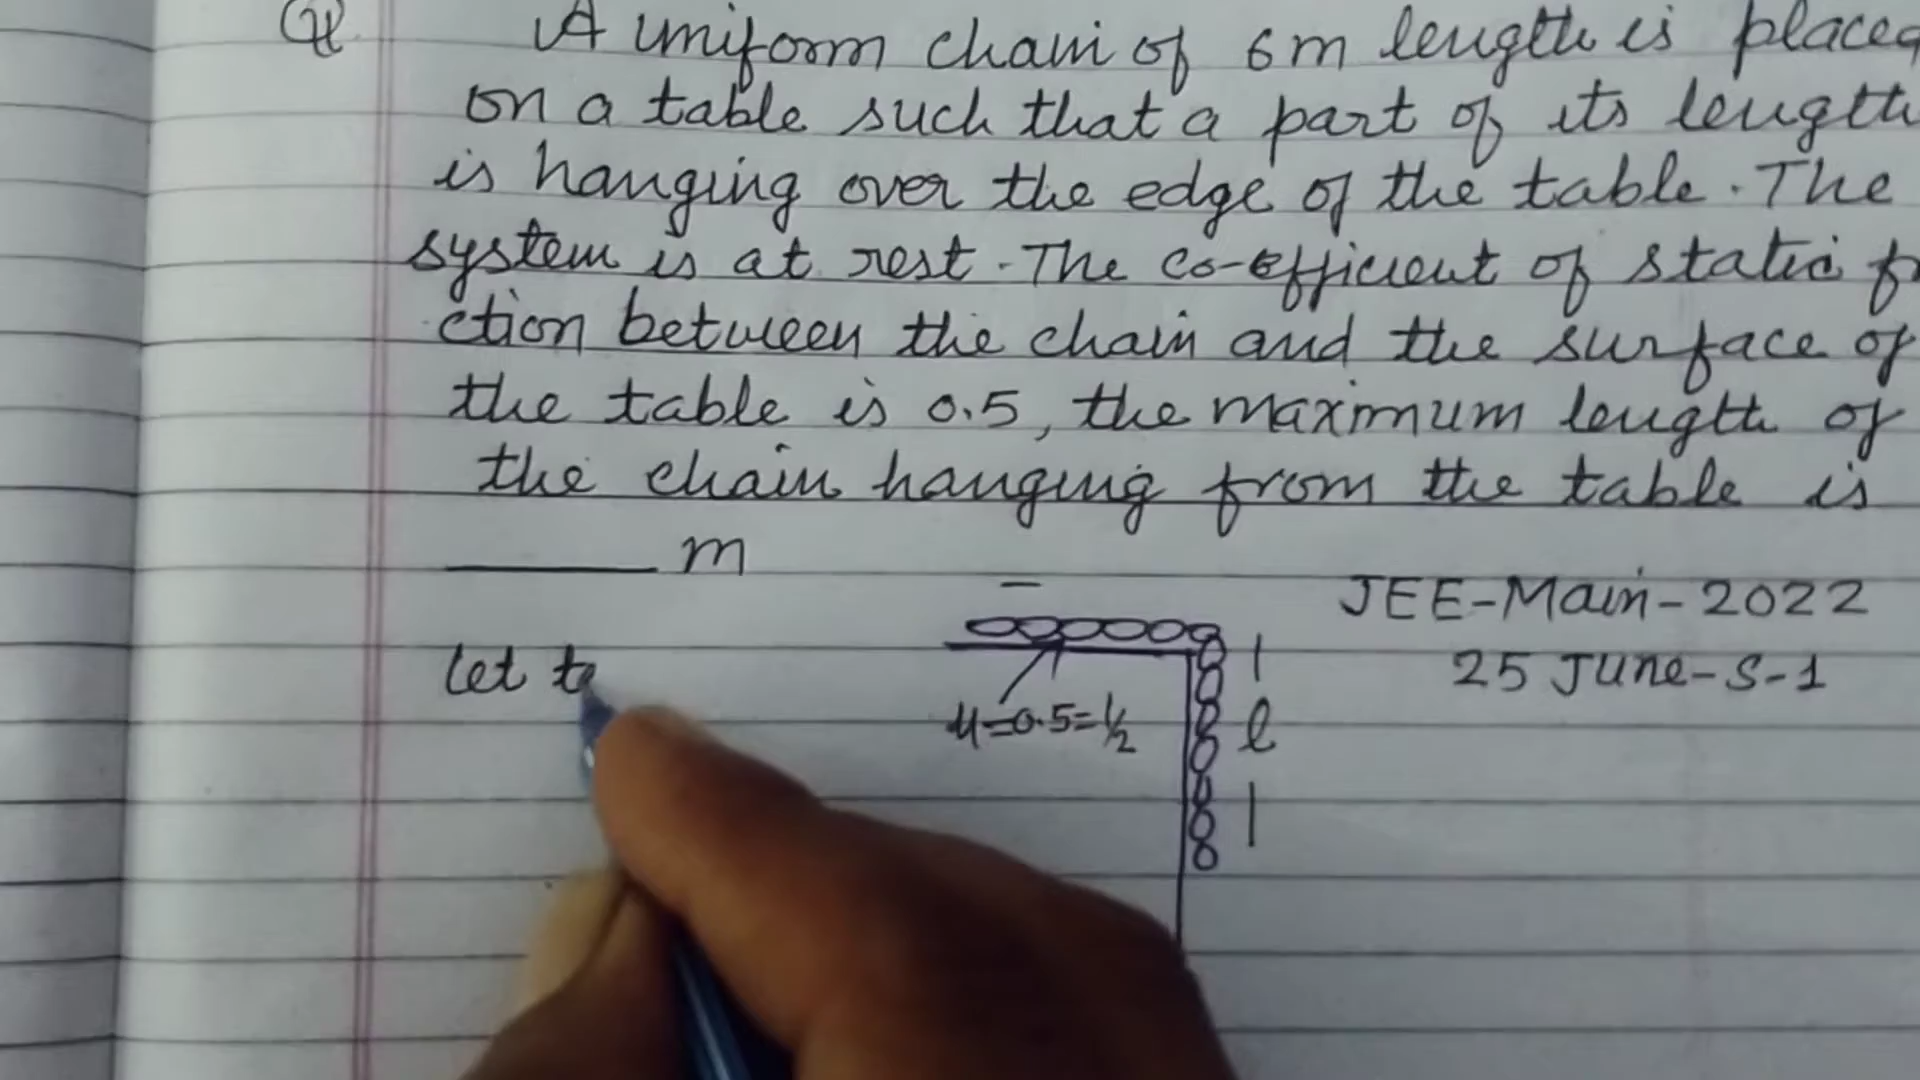 Q
A uniform chain of 6m length is placed
on a table such that a part of its length
is hanging over the edge of the table. The
system is at rest. The co-efficient of static fr
ction between the chain and the surface of
the table is 0.5, the maximum length of
the chain hanging from the table is
____ m
JEE-Main-2022
25 June-S-1
let t
μ=0.5=1/2
l